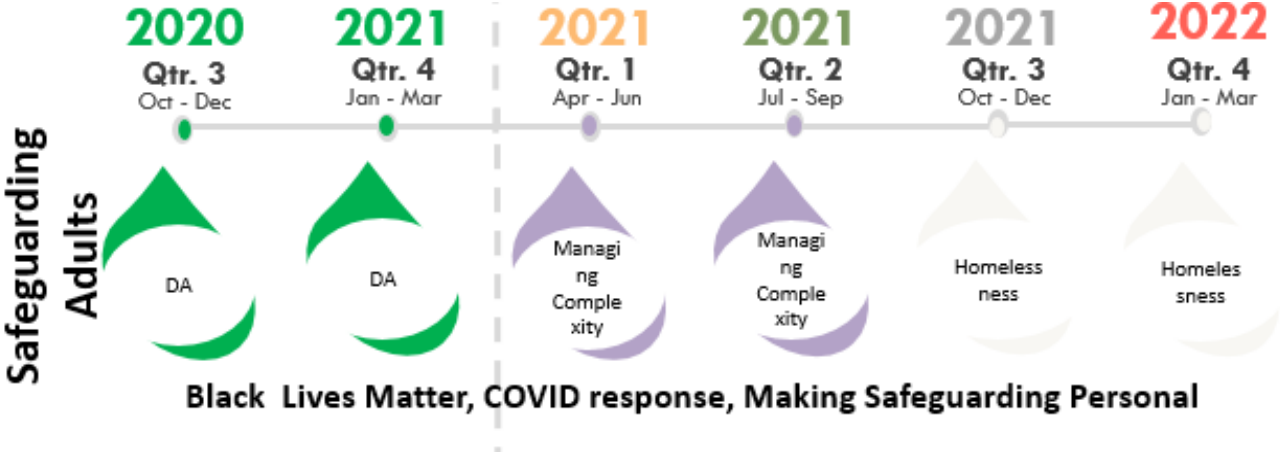 2020
Qtr. 3
Oct - Dec
2021
Qtr. 4
Jan - Mar
2021
Qtr. 1
Apr - Jun
2021
Qtr. 2
Jul - Sep
2021
Qtr. 3
Oct - Dec
2022
Qtr. 4
Jan - Mar
Safeguarding
Adults
DA
DA
Managi
ng
Comple
xity
Managi
ng
Comple
xity
Homeless
ness
Homeles
sness
Black Lives Matter, COVID response, Making Safeguarding Personal